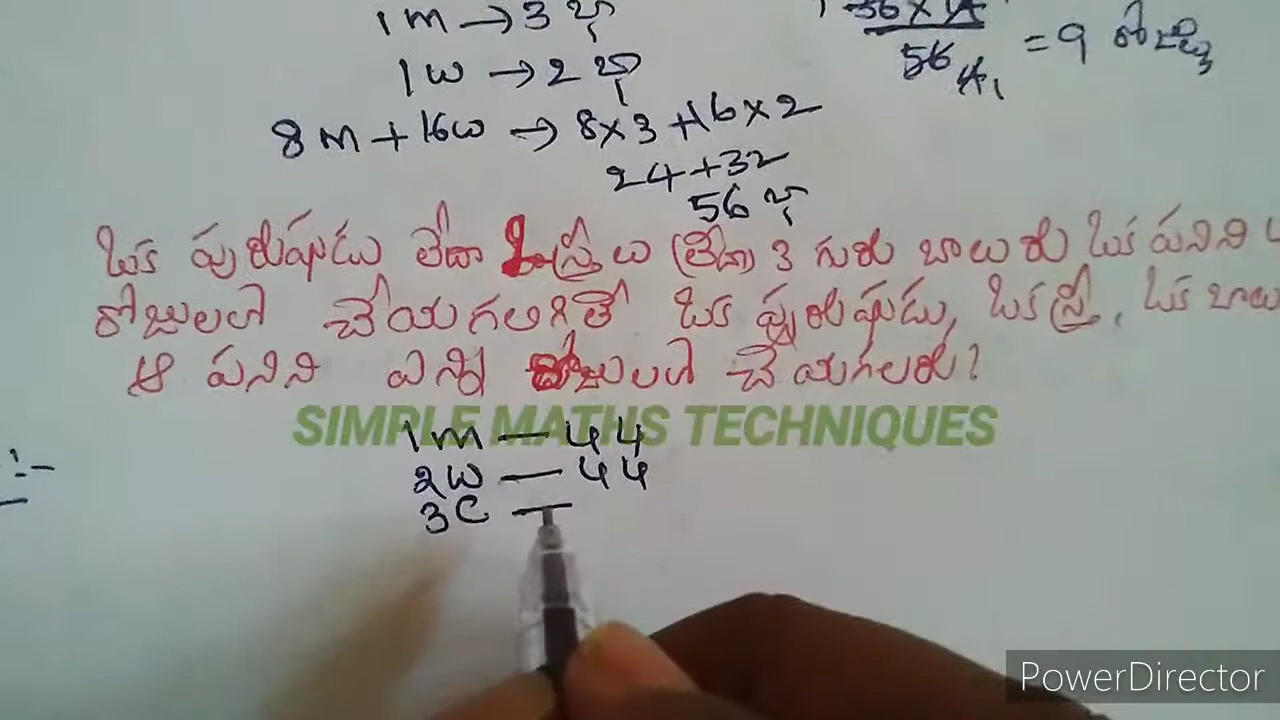 1m → 3 భా
1w → 2 భా
8m + 16w → 8×3 + 16×2
24+32
56 భా
56
= 9 రోజుల్లో
ఒక పురుషుడు లేదా ఇ.స్త్రీలు (లేదా) 3 గురు బాలురు ఒక పనిని 4
రోజులలో చేయగలిగితే ఒక పురుషుడు, ఒక స్త్రీ, ఒక బాలు
ఆ పనిని ఎన్ని రోజులలో చేయగలరు?
SIMPLE MATHS TECHNIQUES
1m — 44
:-
2w — 44
3C —
PowerDirector